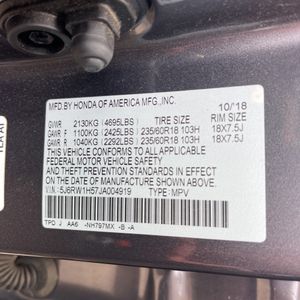 MFD BY HONDA OF AMERICA MFG.,INC. 10/'18
GVWR 2130KG (4695LBS) TIRE SIZE RIM SIZE
GAWR F 1100KG (2425LBS) 235/60R18 103H 18X7.5J
GAWR R 1040KG (2292LBS) 235/60R18 103H 18X7.5J
THIS VEHICLE CONFORMS TO ALL APPLICABLE
FEDERAL MOTOR VEHICLE SAFETY AND
THEFT PREVENTION STANDARDS IN EFFECT ON THE
DATE OF MANUFACTURE SHOWN ABOVE.
V.I.N.: 5J6RW1H57JA004919 TYPE: MPV
TPO J AA6 -NH797MX -B -A